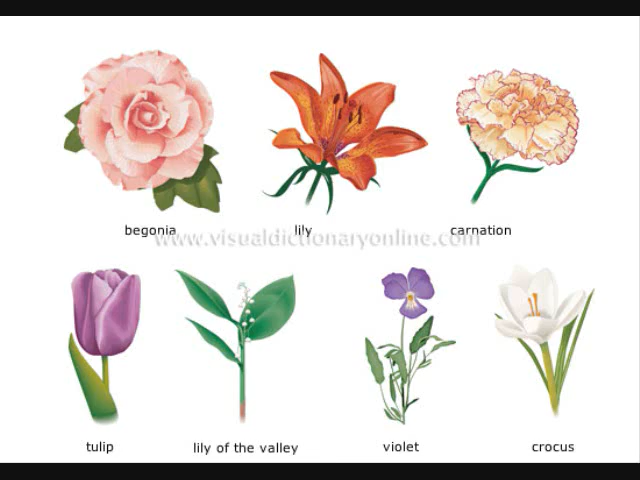 begonia
lily
carnation
www.visualdictionaryonline.com
tulip
lily of the valley
violet
crocus